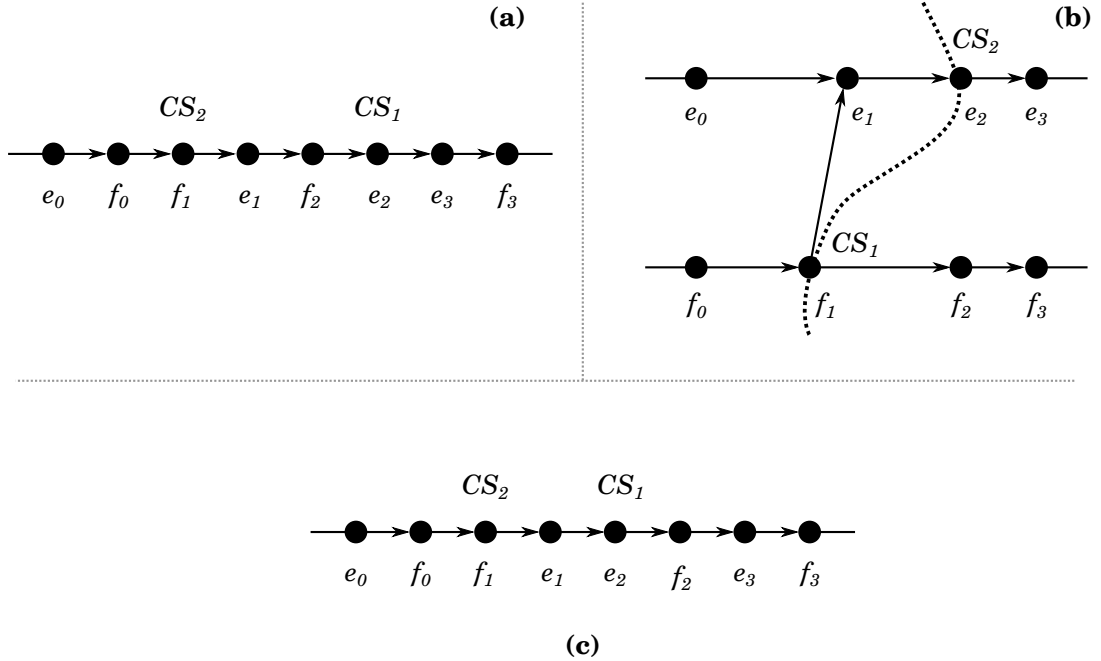 (a)
CS₂ CS₁
e₀ f₀ f₁ e₁ f₂ e₂ e₃ f₃
(b)
CS₂
e₀ e₁ e₂ e₃
CS₁
f₀ f₁ f₂ f₃
CS₂ CS₁
e₀ f₀ f₁ e₁ e₂ f₂ e₃ f₃
(c)